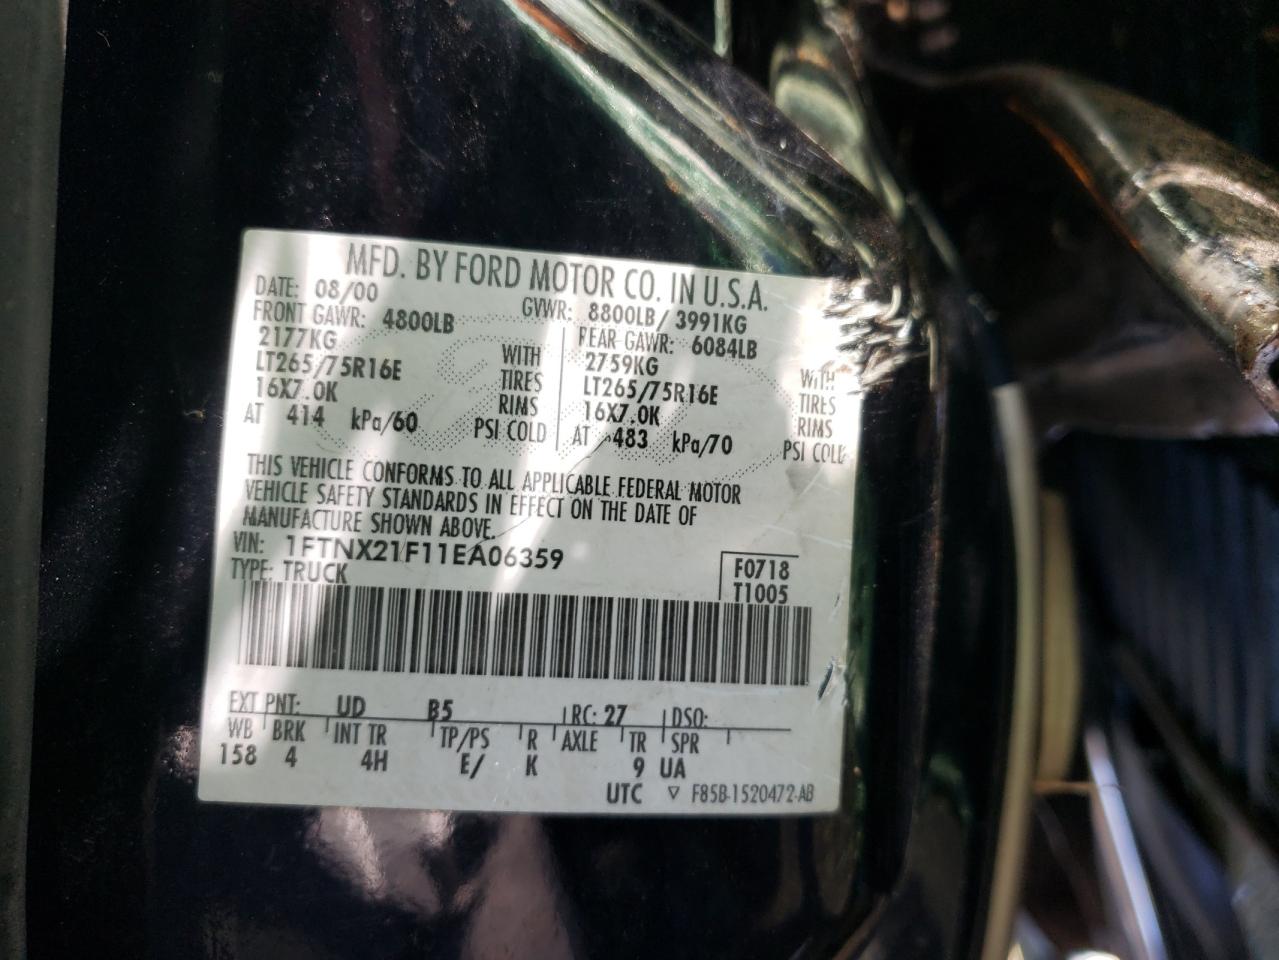 MFD. BY FORD MOTOR CO. IN U.S.A.
DATE: 08/00 GVWR: 8800LB/3991KG
FRONT GAWR: 4800LB REAR GAWR: 6084LB
2177KG WITH 2759KG WITH
LT265/75R16E TIRES LT265/75R16E TIRES
16X7.0K RIMS 16X7.0K RIMS
AT 414 kPa/60 PSI COLD AT 483 kPa/70 PSI COLD
THIS VEHICLE CONFORMS TO ALL APPLICABLE FEDERAL MOTOR
VEHICLE SAFETY STANDARDS IN EFFECT ON THE DATE OF
MANUFACTURE SHOWN ABOVE.
VIN: 1FTNX21F11EA06359
TYPE: TRUCK
F0718
T1005
EXT PNT: UD B5 RC: 27 DSO:
WB BRK INT TR TP/PS R AXLE TR SPR
158 4 4H E/ K 9 UA
UTC ▽ F85B-1520472-AB